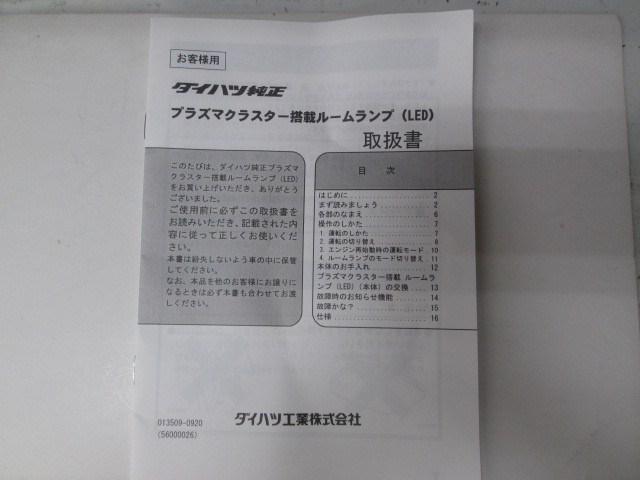 お客様用
ダイハツ純正
プラズマクラスター搭載ルームランプ(LED)
取扱書
このたびは、ダイハツ純正プラズマ
クラスター搭載ルームランプ(LED)
をお買い上げいただき、ありがとう
ございました。
ご使用前に必ずこの取扱書を
お読みいただき、記載された内
容に従って正しくお使いくだ
さい。
本書は紛失しないよう車の中に保管
してください。
なお、本品を他のお客様にお譲りに
なるときは必ず本書も合わせてお渡
しください。
目 次
はじめに 2
まず読みましょう 2
各部のなまえ 6
操作のしかた 7
1. 運転のしかた 7
2. 運転の切り替え 8
3. エンジン再始動時の運転モード 10
4. ルームランプのモード切り替え 11
本体のお手入れ 12
プラズマクラスター搭載 ルームラ
ンプ(LED)(本体)の交換 13
故障時のお知らせ機能 14
故障かな? 15
仕様 16
013509-0920
(56000026)
ダイハツ工業株式会社